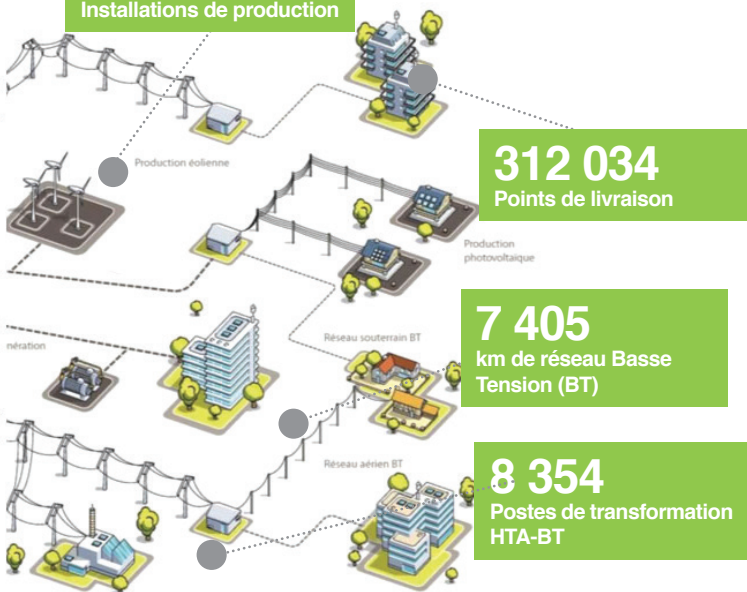 Installations de production
Production éolienne
312 034
Points de livraison
Production
photovoltaïque
7 405
km de réseau Basse
Tension (BT)
Réseau souterrain BT
nération
Réseau aérien BT
8 354
Postes de transformation
HTA-BT